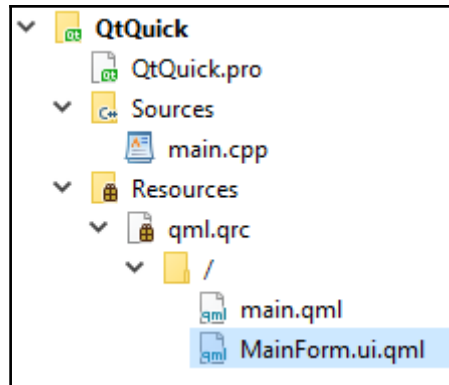 QtQuick
QtQuick.pro
Sources
main.cpp
Resources
qml.qrc
/
main.qml
MainForm.ui.qml